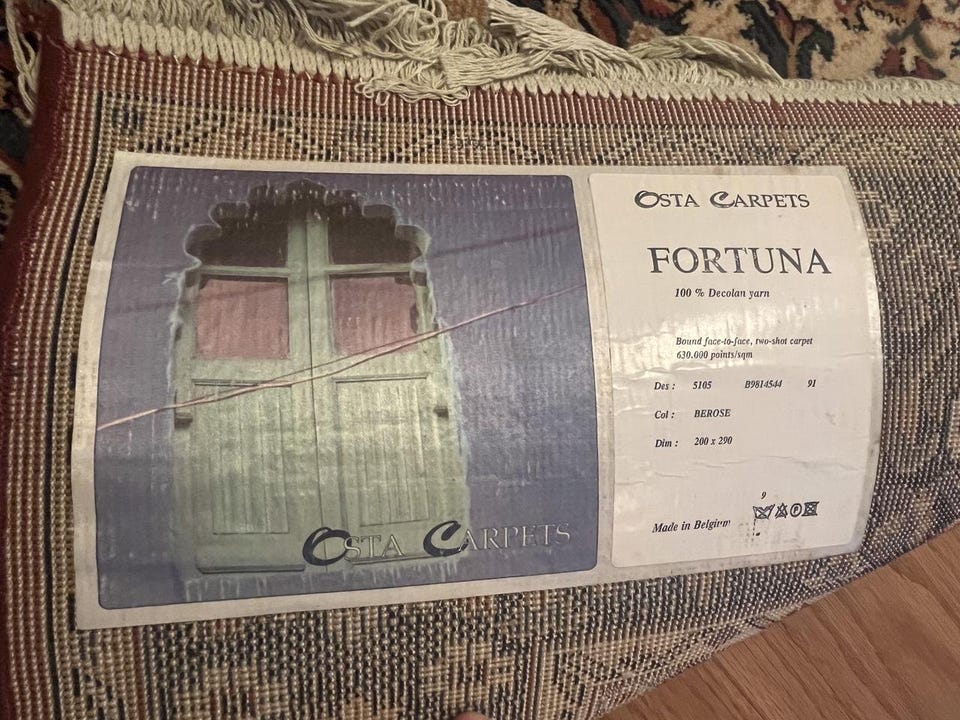 OSTA CARPETS
OSTA CARPETS
FORTUNA
100 % Decolan yarn
Bound face-to-face, two-shot carpet
630.000 points/sqm
Des : 5105 B9814544 91
Col : BEROSE
Dim : 200 x 290
9
Made in Belgium